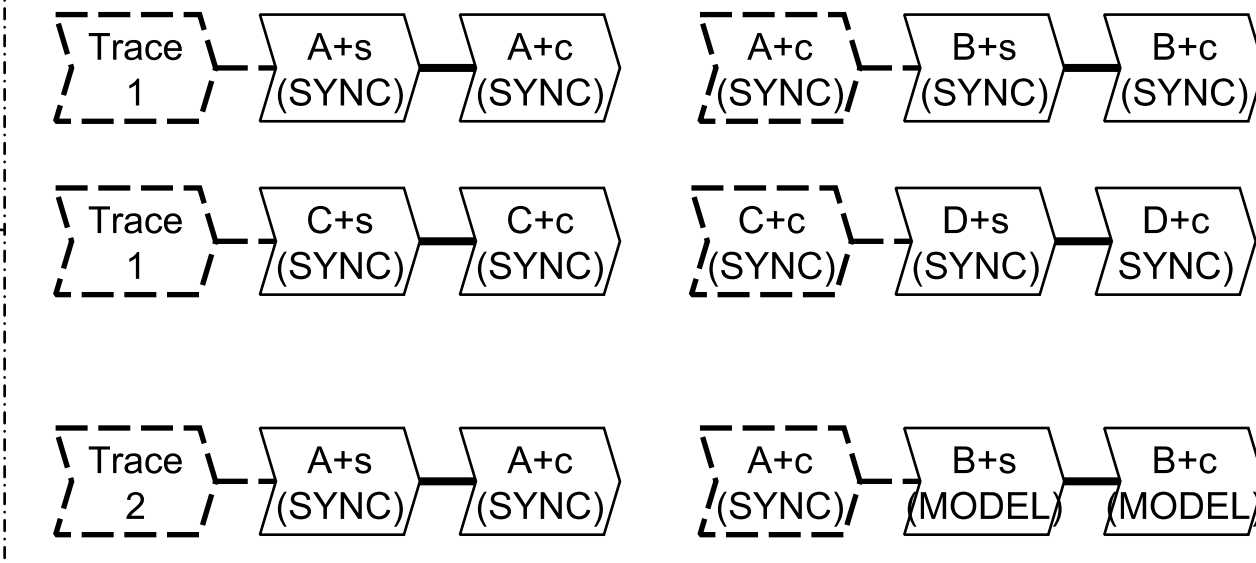 Trace
1
A+s
(SYNC)
A+c
(SYNC)
A+c
(SYNC)
B+s
(SYNC)
B+c
(SYNC)
Trace
1
C+s
(SYNC)
C+c
(SYNC)
C+c
(SYNC)
D+s
(SYNC)
D+c
SYNC)
Trace
2
A+s
(SYNC)
A+c
(SYNC)
A+c
(SYNC)
B+s
(MODEL)
B+c
(MODEL)